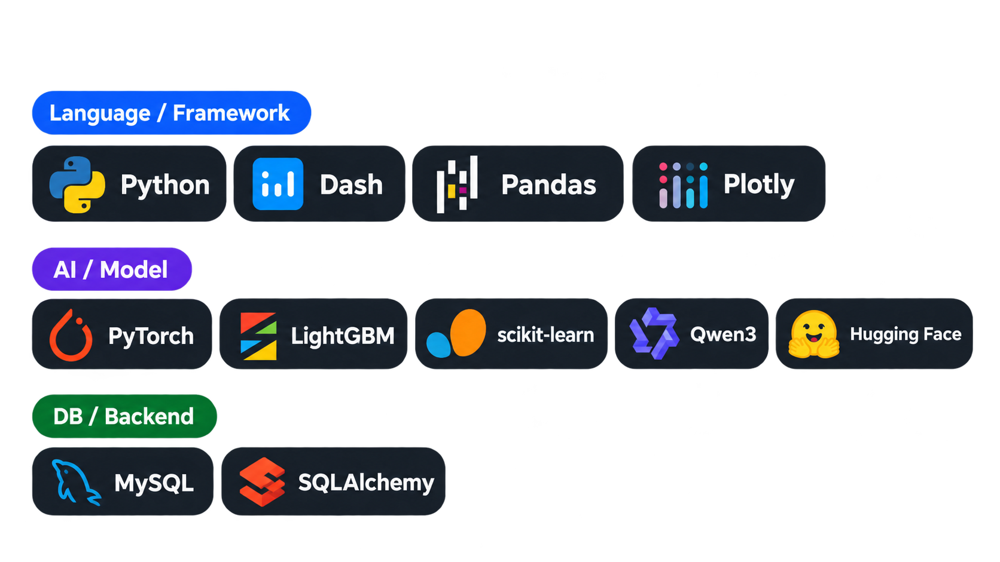 Language / Framework
Python
Dash
Pandas
Plotly
AI / Model
PyTorch
LightGBM
scikit-learn
Qwen3
Hugging Face
DB / Backend
MySQL
SQLAlchemy